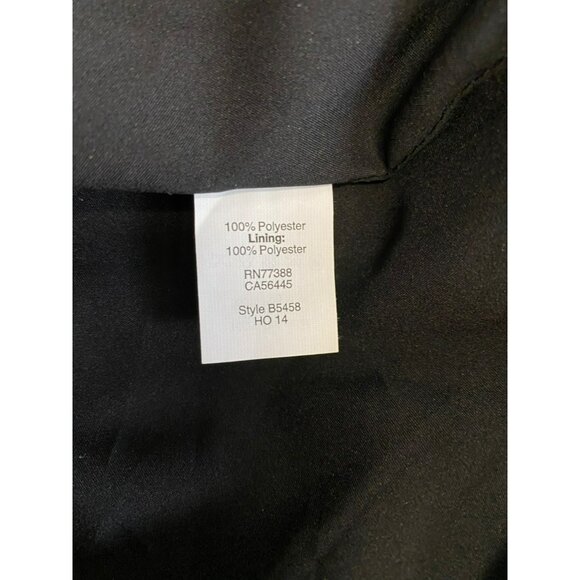 100% Polyester
Lining:
100% Polyester
RN77388
CA56445
Style B5458
HO 14